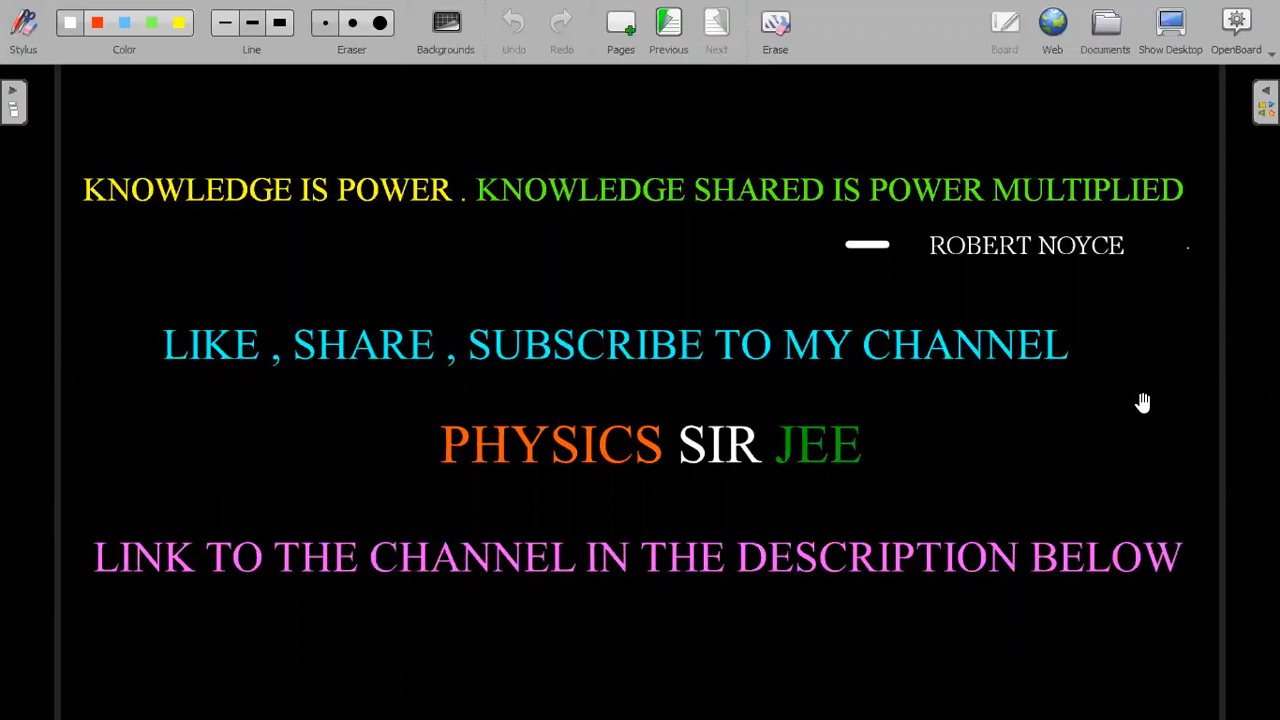 Stylus Color Line Eraser Backgrounds Undo Redo Pages Previous Next Erase Board Web Documents Show Desktop OpenBoard
KNOWLEDGE IS POWER . KNOWLEDGE SHARED IS POWER MULTIPLIED
— ROBERT NOYCE
LIKE , SHARE , SUBSCRIBE TO MY CHANNEL
PHYSICS SIR JEE
LINK TO THE CHANNEL IN THE DESCRIPTION BELOW